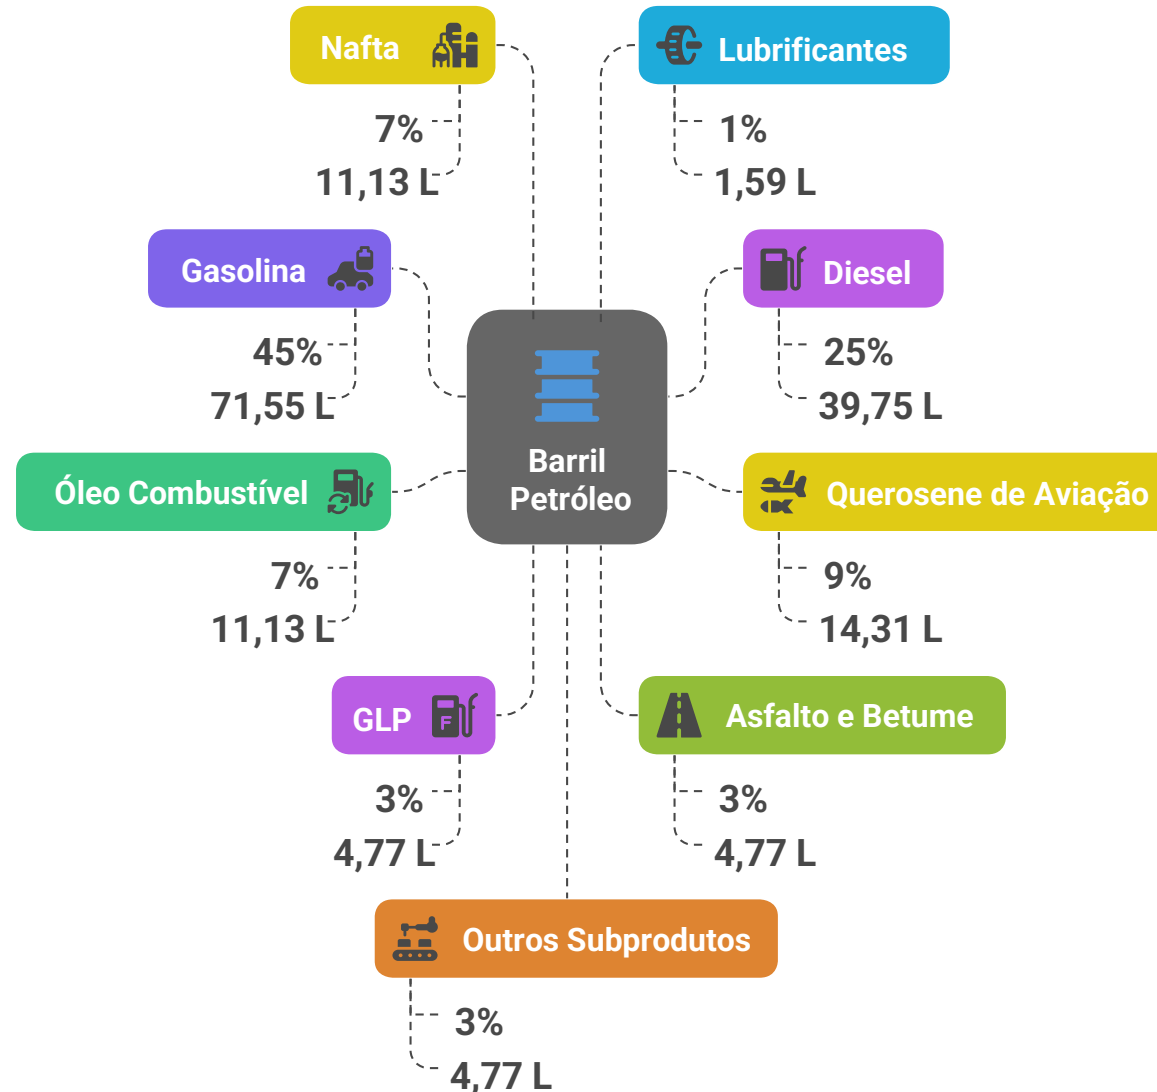 Nafta
7%
11,13 L
Lubrificantes
1%
1,59 L
Gasolina
45%
71,55 L
Diesel
25%
39,75 L
Barril
Petróleo
Óleo Combustível
7%
11,13 L
Querosene de Aviação
9%
14,31 L
GLP
F
3%
4,77 L
Asfalto e Betume
3%
4,77 L
Outros Subprodutos
3%
4,77 L